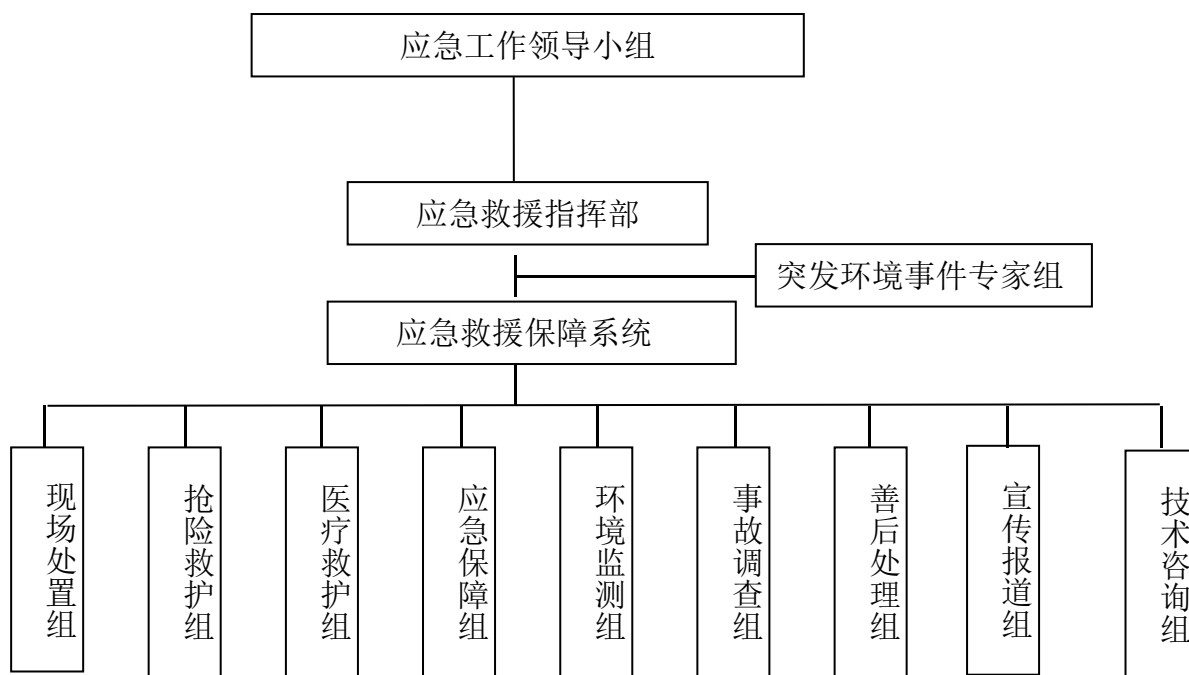 应急工作领导小组
应急救援指挥部
突发环境事件专家组
应急救援保障系统
现场处置组
抢险救护组
医疗救护组
应急保障组
环境监测组
事故调查组
善后处理组
宣传报道组
技术咨询组